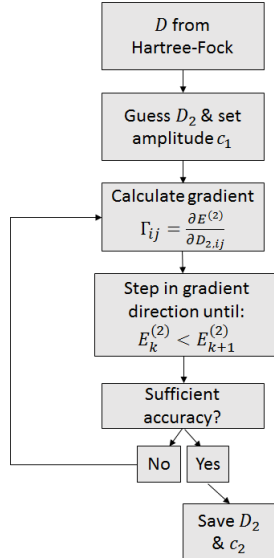 D from
Hartree-Fock
Guess D₂ & set
amplitude c₁
Calculate gradient
Γᵢⱼ = ∂E⁽²⁾/∂D₂,ᵢⱼ
Step in gradient
direction until:
Eₖ⁽²⁾ < Eₖ₊₁⁽²⁾
Sufficient
accuracy?
No Yes
Save D₂
& c₂